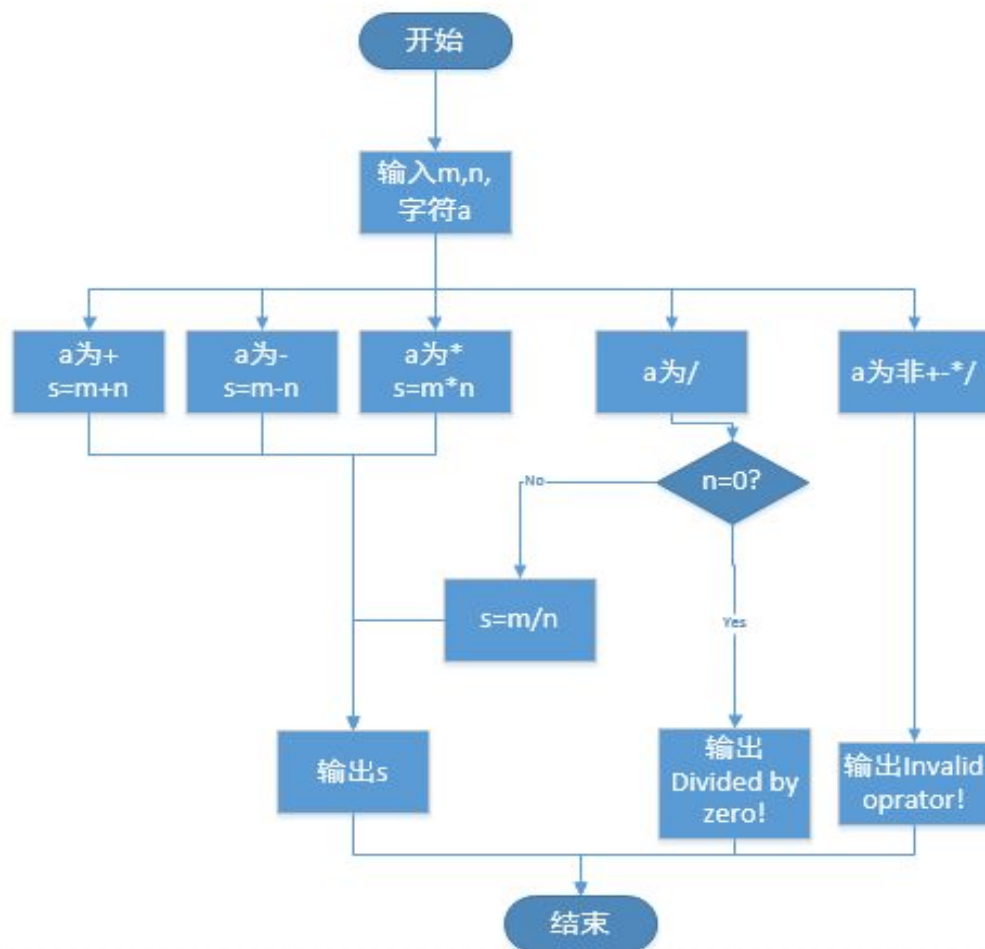 开始
输入m,n,
字符a
a为+
s=m+n
a为-
s=m-n
a为*
s=m*n
a为/
a为非+-*/
n=0?
No
s=m/n
Yes
输出s
输出
Divided by
zero!
输出Invalid
oprator!
结束